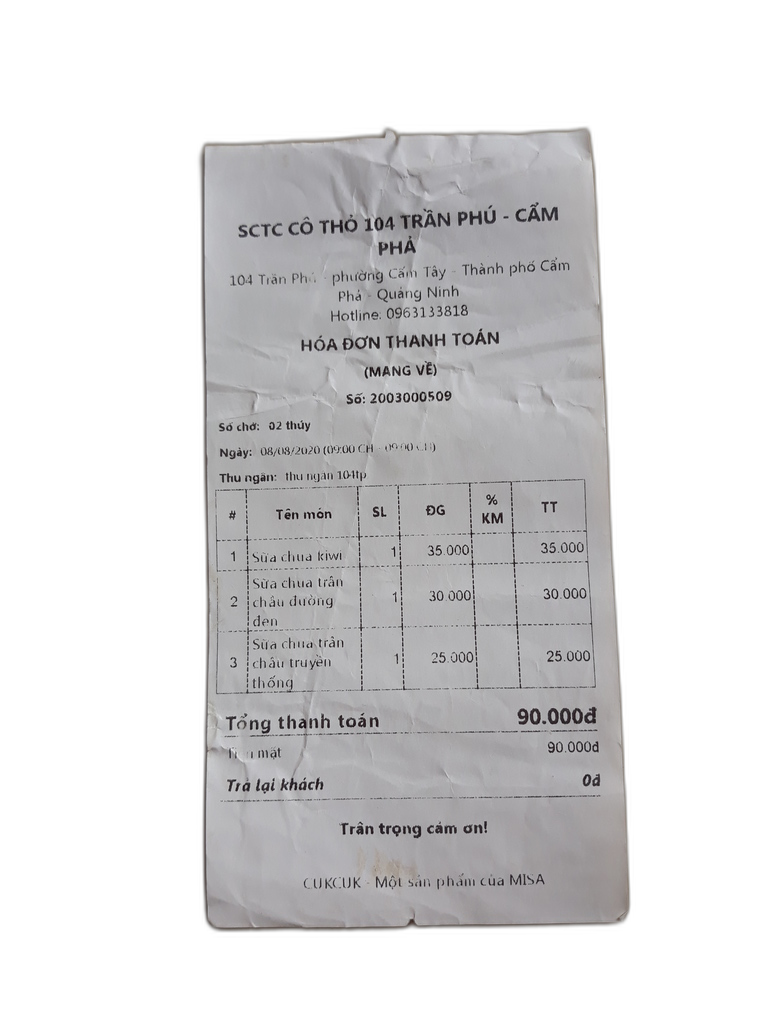 SCTC CÔ THỎ 104 TRẦN PHÚ - CẨM
PHẢ
104 Trần Phú - phường Cẩm Tây - Thành phố Cẩm
Phả - Quảng Ninh
Hotline: 0963133818
HÓA ĐƠN THANH TOÁN
(MANG VỀ)
Số: 2003000509
Số chờ: 02 thúy
Ngày: 08/08/2020 (09:00 CH - 09:00 CH)
Thu ngân: thu ngân 104tp
# Tên món SL ĐG % KM TT
1 Sữa chua kiwi 1 35.000 35.000
2 Sữa chua trân
châu đường 1 30.000 30.000
đen
3 Sữa chua trân
châu truyền 1 25.000 25.000
thống
Tổng thanh toán 90.000đ
Tiền mặt 90.000đ
Trả lại khách 0đ
Trân trọng cảm ơn!
CUKCUK - Một sản phẩm của MISA